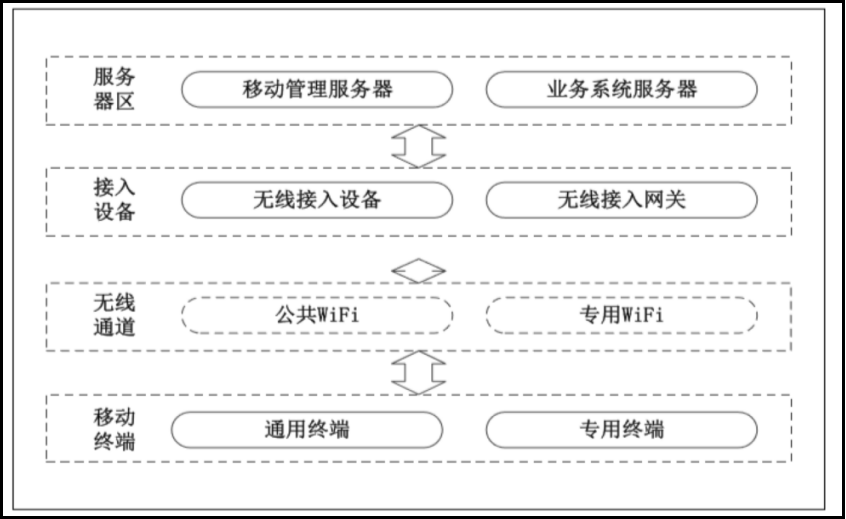 服务
器区
移动管理服务器
业务系统服务器
接入
设备
无线接入设备
无线接入网关
无线
通道
公共WiFi
专用WiFi
移动
终端
通用终端
专用终端